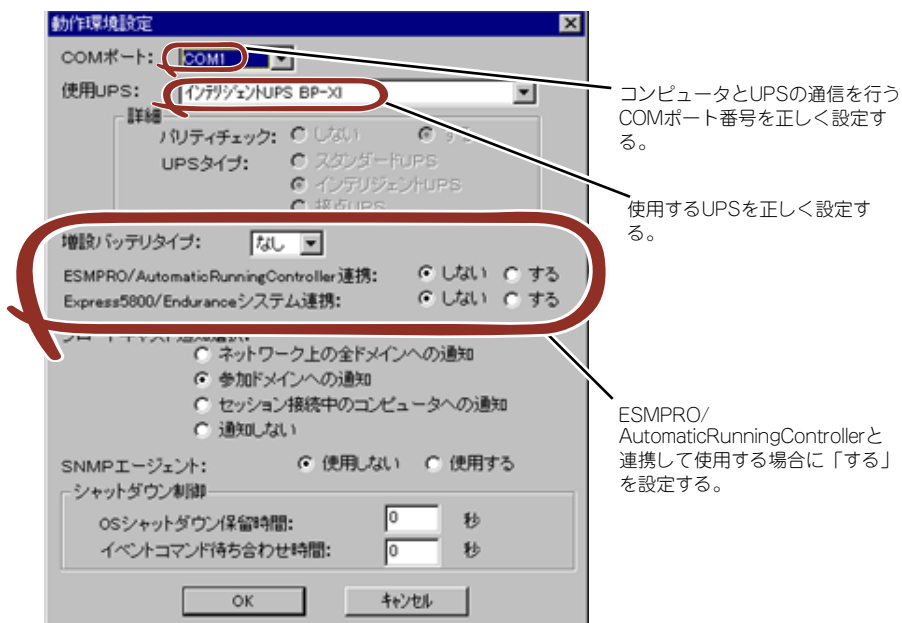 動作環境設定
COMポート: COM1
使用UPS: インテリジェントUPS BP-XI
詳細
パリティチェック: しない する
UPSタイプ: スタンダードUPS
インテリジェントUPS
接点UPS
増設バッテリタイプ: なし
ESMPRO/AutomaticRunningController連携: しない する
Express5800/Enduranceシステム連携: しない する
ブロードキャスト通知選択:
ネットワーク上の全ドメインへの通知
参加ドメインへの通知
セッション接続中のコンピュータへの通知
通知しない
SNMPエージェント: 使用しない 使用する
シャットダウン制御
OSシャットダウン保留時間: 0 秒
イベントコマンド待ち合わせ時間: 0 秒
OK キャンセル
コンピュータとUPSの通信を行う
COMポート番号を正しく設定す
る。
使用するUPSを正しく設定す
る。
ESMPRO/
AutomaticRunningControllerと
連携して使用する場合に「する」
を設定する。